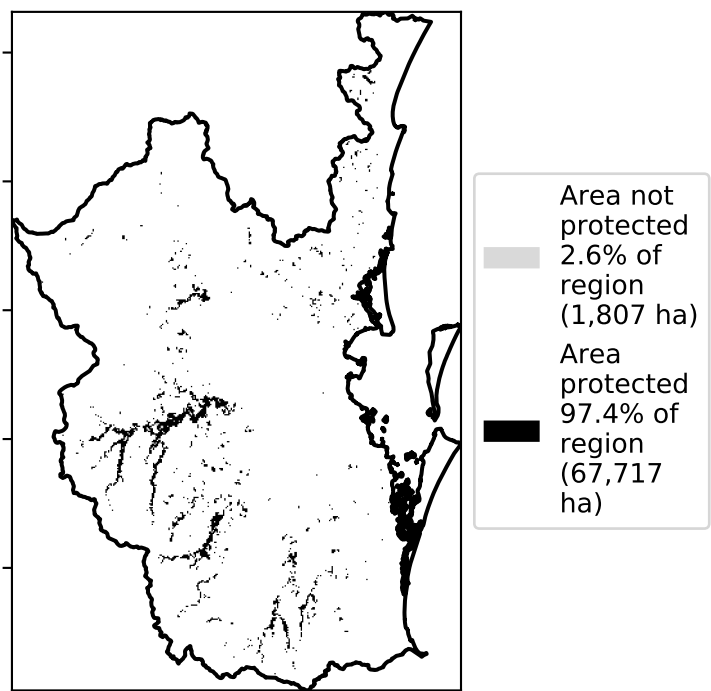 Area not
protected
2.6% of
region
(1,807 ha)
Area
protected
97.4% of
region
(67,717
ha)